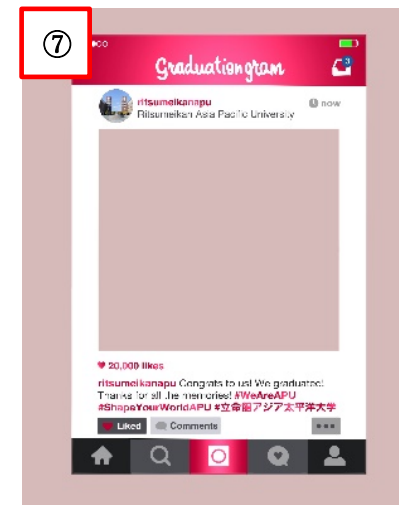 ⑦
Graduationgram
3
ritsumeikanapu
now
Ritsumeikan Asia Pacific University
20,000 likes
ritsumeikanapu Congrats to us! We graduated!
Thanks for all the memories! #WeAreAPU
#ShapeYourWorldAPU #立命館アジア太平洋大学
Liked
Comments